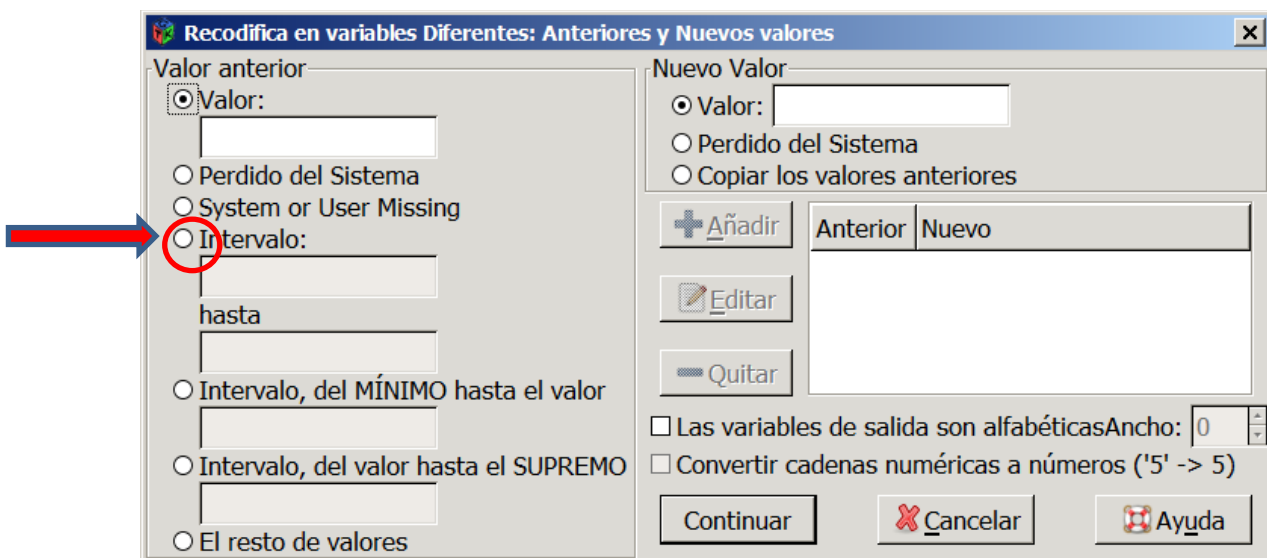 Recodifica en variables Diferentes: Anteriores y Nuevos valores
Valor anterior
Valor:
Perdido del Sistema
System or User Missing
Intervalo:
hasta
Intervalo, del MÍNIMO hasta el valor
Intervalo, del valor hasta el SUPREMO
El resto de valores
Nuevo Valor
Valor:
Perdido del Sistema
Copiar los valores anteriores
Añadir
Editar
Quitar
Anterior Nuevo
Las variables de salida son alfabéticasAncho: 0
Convertir cadenas numéricas a números ('5' -> 5)
Continuar Cancelar Ayuda